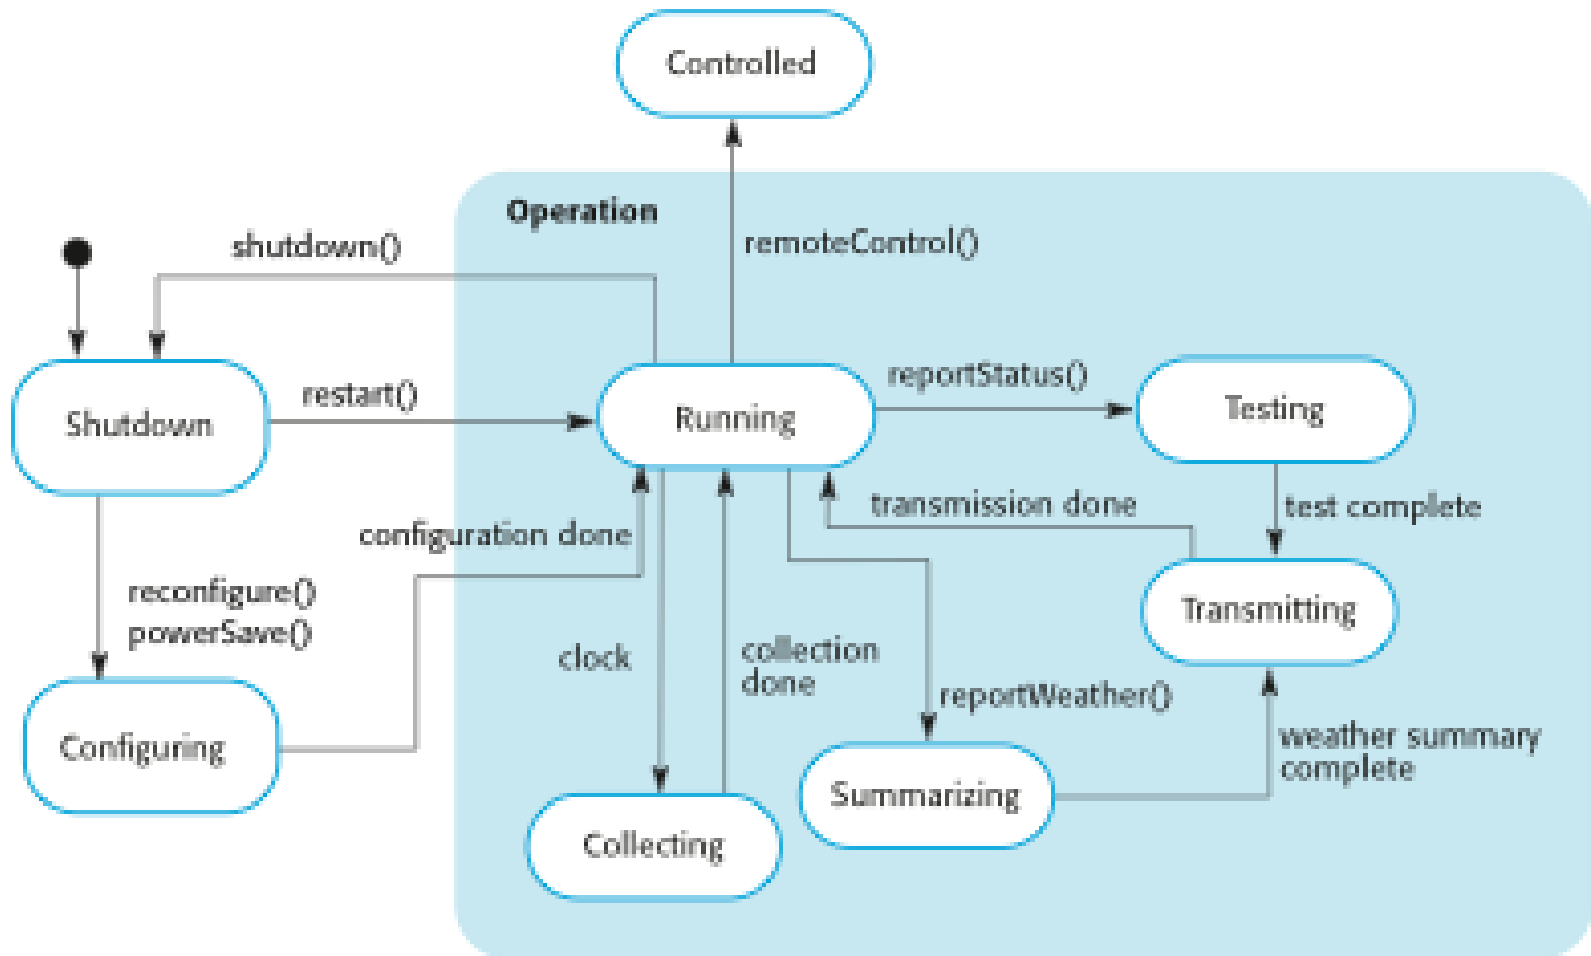 Controlled
Operation
shutdown()
remoteControl()
restart()
reportStatus()
Shutdown
Running
Testing
configuration done
transmission done
test complete
reconfigure()
powerSave()
clock
collection
done
Transmitting
reportWeather()
Configuring
Summarizing
weather summary
complete
Collecting